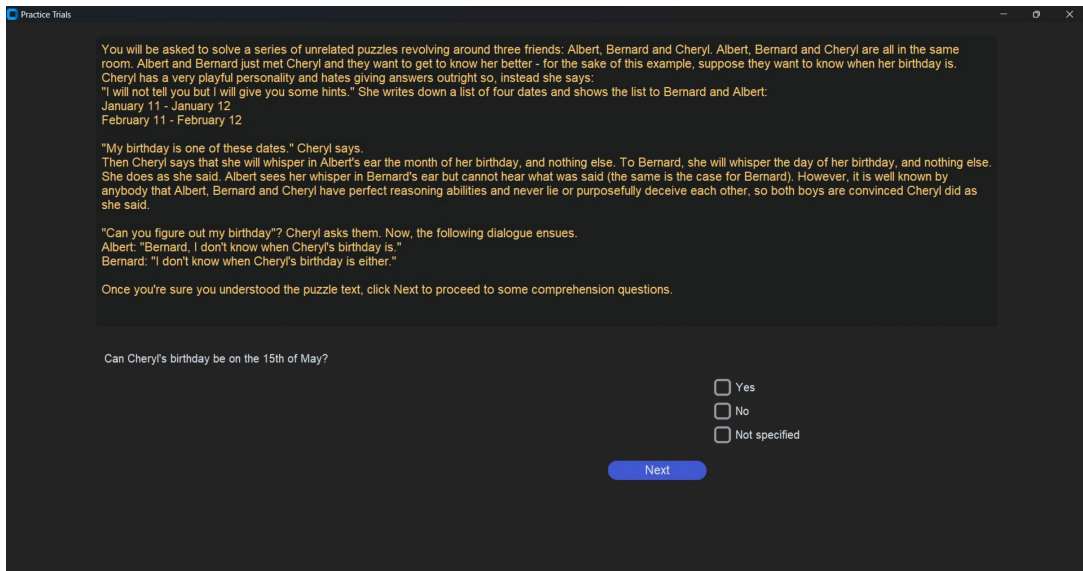 Practice Trials
You will be asked to solve a series of unrelated puzzles revolving around three friends: Albert, Bernard and Cheryl. Albert, Bernard and Cheryl are all in the same
room. Albert and Bernard just met Cheryl and they want to get to know her better - for the sake of this example, suppose they want to know when her birthday is.
Cheryl has a very playful personality and hates giving answers outright so, instead she says:
"I will not tell you but I will give you some hints." She writes down a list of four dates and shows the list to Bernard and Albert:
January 11 - January 12
February 11 - February 12
"My birthday is one of these dates." Cheryl says.
Then Cheryl says that she will whisper in Albert's ear the month of her birthday, and nothing else. To Bernard, she will whisper the day of her birthday, and nothing else.
She does as she said. Albert sees her whisper in Bernard's ear but cannot hear what was said (the same is the case for Bernard). However, it is well known by
anybody that Albert, Bernard and Cheryl have perfect reasoning abilities and never lie or purposefully deceive each other, so both boys are convinced Cheryl did as
she said.
"Can you figure out my birthday"? Cheryl asks them. Now, the following dialogue ensues.
Albert: "Bernard, I don't know when Cheryl's birthday is."
Bernard: "I don't know when Cheryl's birthday is either."
Once you're sure you understood the puzzle text, click Next to proceed to some comprehension questions.
Can Cheryl's birthday be on the 15th of May?
Yes
No
Not specified
Next